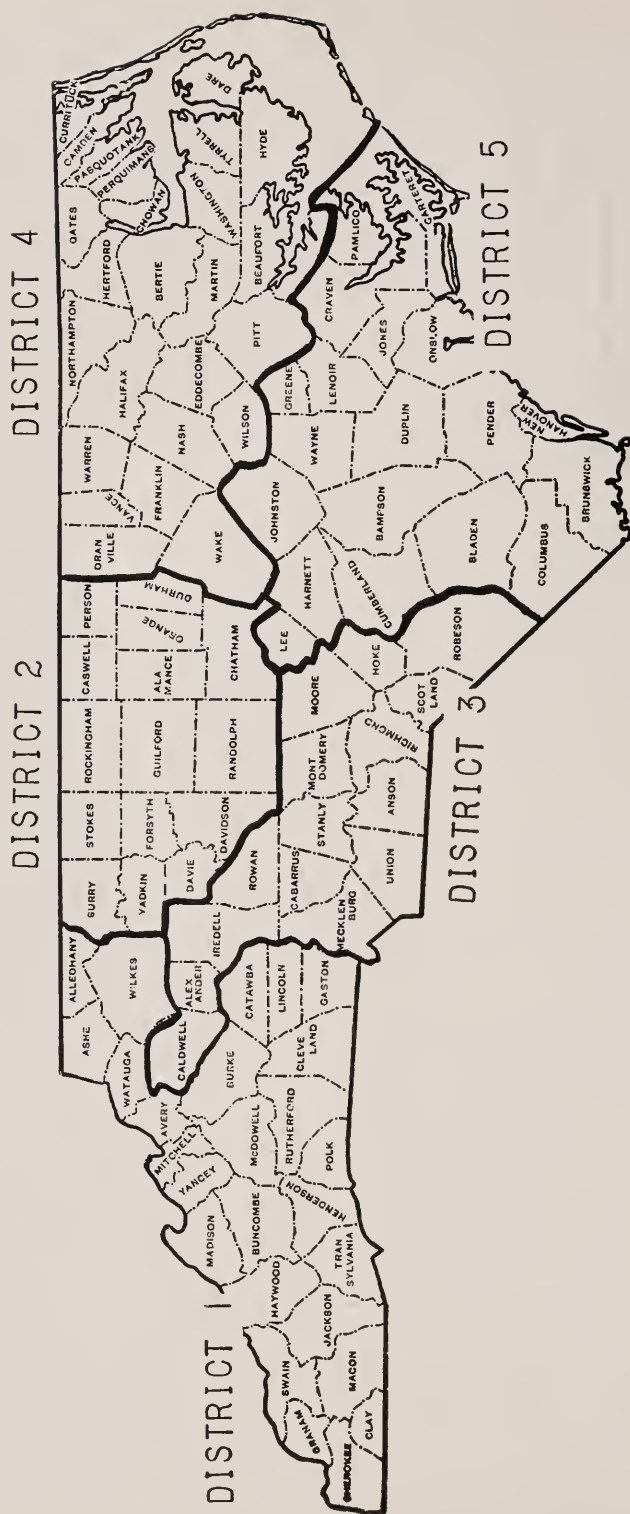 DISTRICT 1
DISTRICT 2
DISTRICT 4
DISTRICT 3
DISTRICT 5
CHEROKEE
GRAHAM
SWAIN
CLAY
MACON
JACKSON
HAYWOOD
TRAN
SYLVANIA
MADISON
BUNCOMBE
HENDERSON
YANCEY
MITCHELL
AVERY
McDOWELL
RUTHERFORD
POLK
BURKE
CLEVE
LAND
WATAUGA
ASHE
ALLEGHANY
WILKES
CALDWELL
ALEX
ANDER
CATAWBA
LINCOLN
GASTON
IREDELL
SURRY
YADKIN
DAVIE
ROWAN
CABARRUS
MECKLEN
BURG
STOKES
FORSYTH
DAVIDSON
STANLY
UNION
ANSON
ROCKINGHAM
GUILFORD
RANDOLPH
MONT
DOMERY
RICHMOND
CASWELL
ALA
MANCE
CHATHAM
MOORE
HOKE
SCOT
LAND
ROBESON
PERSON
ORANGE
DURHAM
LEE
DRAN
VILLE
VANCE
WARREN
FRANKLIN
WAKE
NORTHAMPTON
HALIFAX
NASH
WILSON
EDDECOMBE
HERTFORD
BERTIE
MARTIN
PITT
GATES
CHOWAN
PERQUIMANS
PASQUOTANK
CAMDEN
CURRITUCK
WASHINGTON
TYRRELL
DARE
HYDE
BEAUFORT
HARNETT
JOHNSTON
CUMBERLAND
BAMPSON
WAYNE
GREENE
LENOIR
DUPLIN
BLADEN
COLUMBUS
BRUNSWICK
NEW
HANOVER
PENDER
ONSLOW
JONES
CRAVEN
PAMLICO
CARTERET